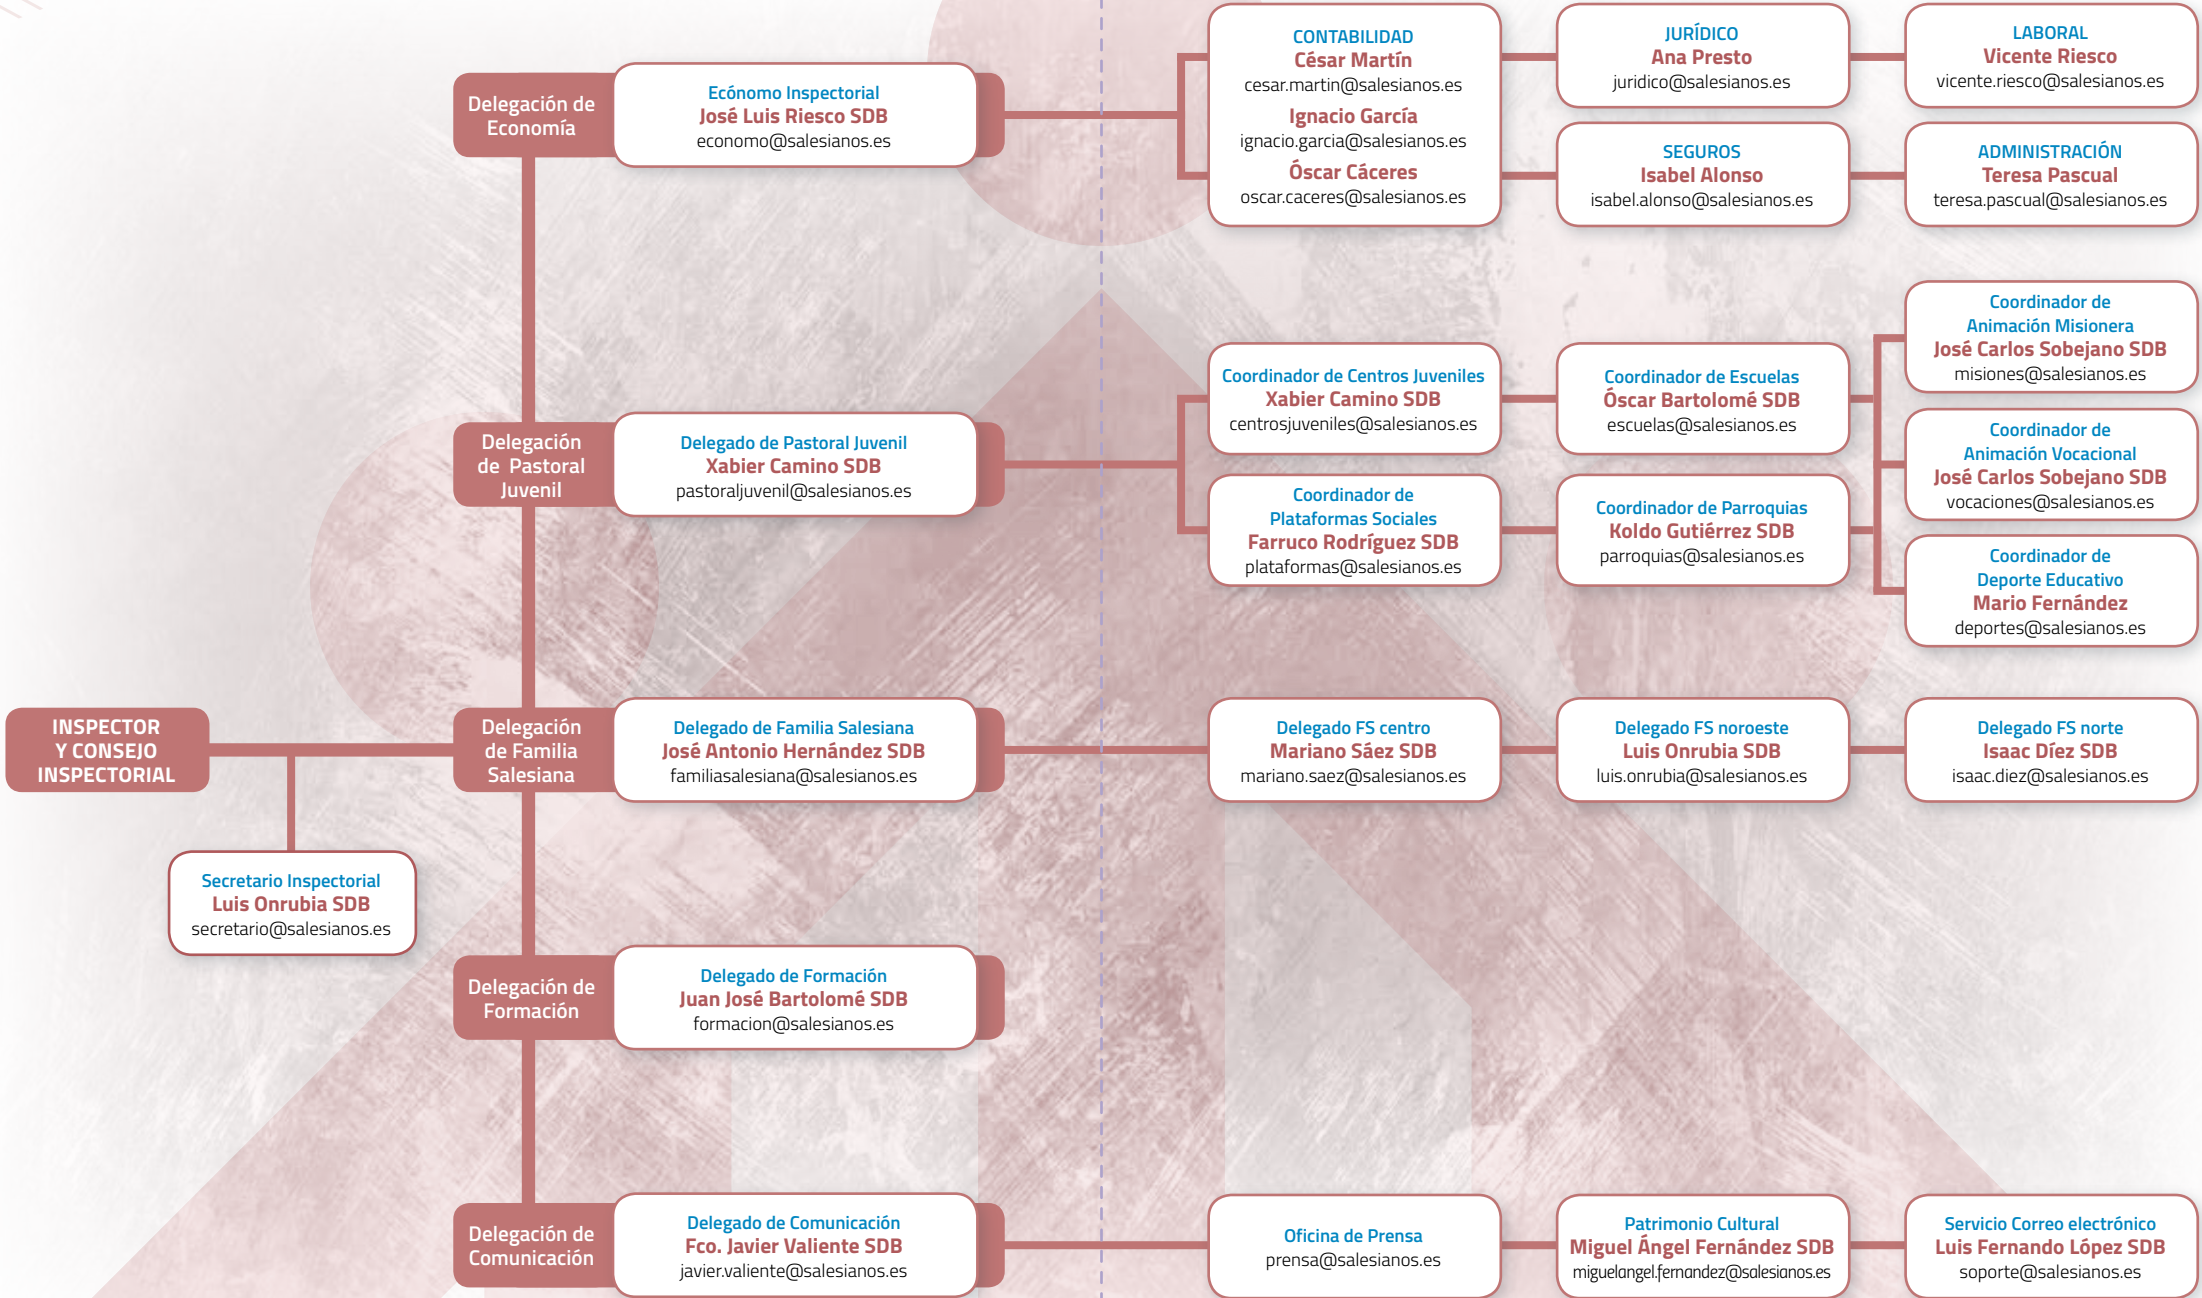 INSPECTOR
Y CONSEJO
INSPECTORIAL
Secretario Inspectorial
Luis Onrubia SDB
secretario@salesianos.es
Delegación de
Economía
Ecónomo Inspectorial
José Luis Riesco SDB
economo@salesianos.es
CONTABILIDAD
César Martín
cesar.martin@salesianos.es
Ignacio García
ignacio.garcia@salesianos.es
Óscar Cáceres
oscar.caceres@salesianos.es
JURÍDICO
Ana Presto
juridico@salesianos.es
LABORAL
Vicente Riesco
vicente.riesco@salesianos.es
SEGUROS
Isabel Alonso
isabel.alonso@salesianos.es
ADMINISTRACIÓN
Teresa Pascual
teresa.pascual@salesianos.es
Delegación
de Pastoral
Juvenil
Delegado de Pastoral Juvenil
Xabier Camino SDB
pastoraljuvenil@salesianos.es
Coordinador de Centros Juveniles
Xabier Camino SDB
centrosjuveniles@salesianos.es
Coordinador de Escuelas
Óscar Bartolomé SDB
escuelas@salesianos.es
Coordinador de
Plataformas Sociales
Farruco Rodríguez SDB
plataformas@salesianos.es
Coordinador de Parroquias
Koldo Gutiérrez SDB
parroquias@salesianos.es
Coordinador de
Animación Misionera
José Carlos Sobejano SDB
misiones@salesianos.es
Coordinador de
Animación Vocacional
José Carlos Sobejano SDB
vocaciones@salesianos.es
Coordinador de
Deporte Educativo
Mario Fernández
deportes@salesianos.es
Delegación
de Familia
Salesiana
Delegado de Familia Salesiana
José Antonio Hernández SDB
familiasalesiana@salesianos.es
Delegado FS centro
Mariano Sáez SDB
mariano.saez@salesianos.es
Delegado FS noroeste
Luis Onrubia SDB
luis.onrubia@salesianos.es
Delegado FS norte
Isaac Díez SDB
isaac.diez@salesianos.es
Delegación de
Formación
Delegado de Formación
Juan José Bartolomé SDB
formacion@salesianos.es
Delegación de
Comunicación
Delegado de Comunicación
Fco. Javier Valiente SDB
javier.valiente@salesianos.es
Oficina de Prensa
prensa@salesianos.es
Patrimonio Cultural
Miguel Ángel Fernández SDB
miguelangel.fernandez@salesianos.es
Servicio Correo electrónico
Luis Fernando López SDB
soporte@salesianos.es